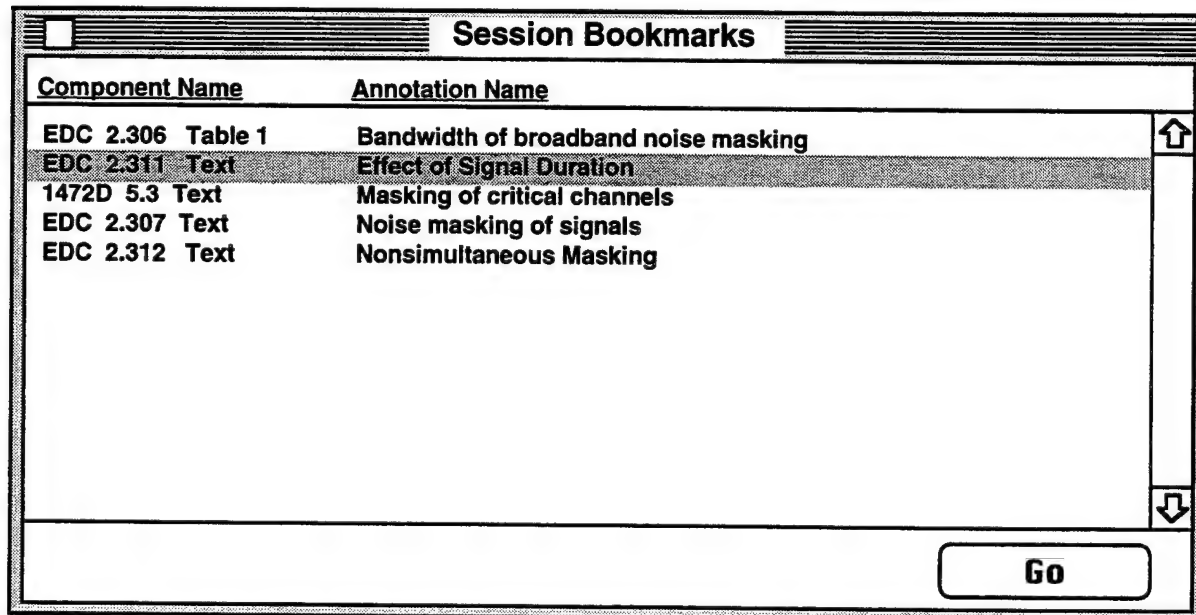 Session Bookmarks
Component Name Annotation Name
EDC 2.306 Table 1 Bandwidth of broadband noise masking
EDC 2.311 Text Effect of Signal Duration
1472D 5.3 Text Masking of critical channels
EDC 2.307 Text Noise masking of signals
EDC 2.312 Text Nonsimultaneous Masking
Go